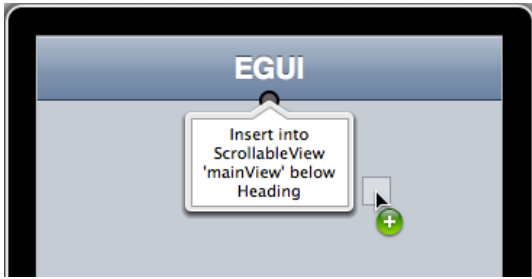 EGUI
Insert into
ScrollableView
'mainView' below
Heading